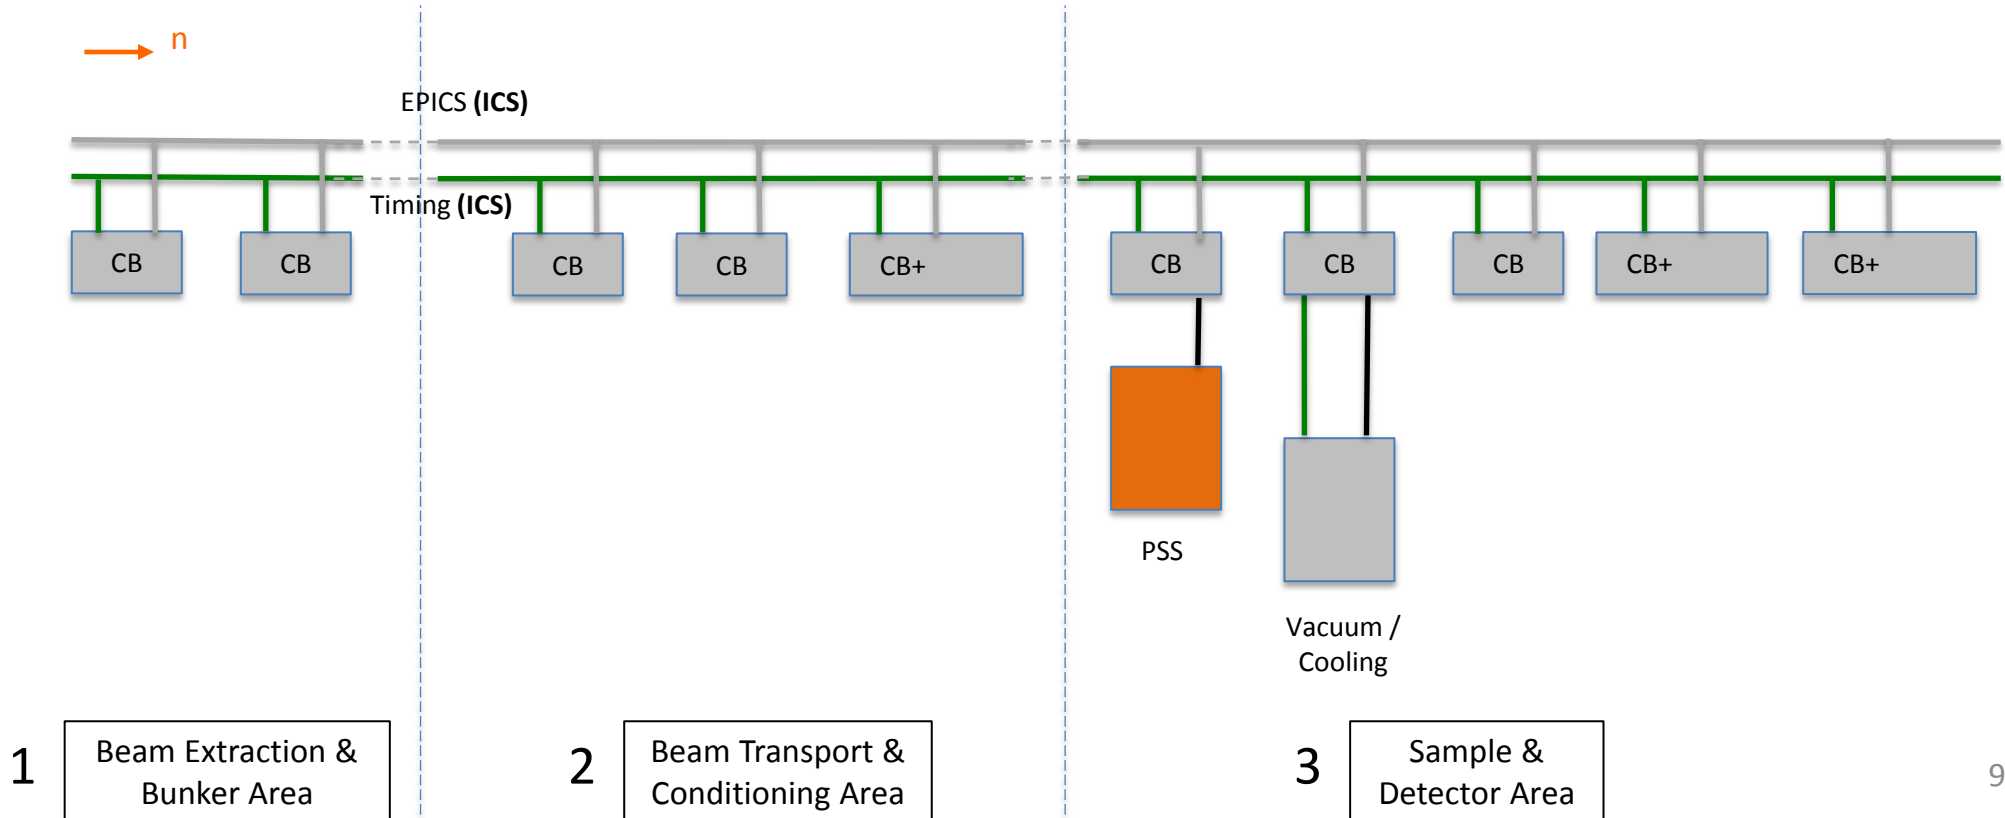 n
EPICS (ICS)
Timing (ICS)
CB
CB
CB
CB
CB+
CB
CB
CB
CB+
CB+
PSS
Vacuum /
Cooling
1
Beam Extraction &
Bunker Area
2
Beam Transport &
Conditioning Area
3
Sample &
Detector Area
9